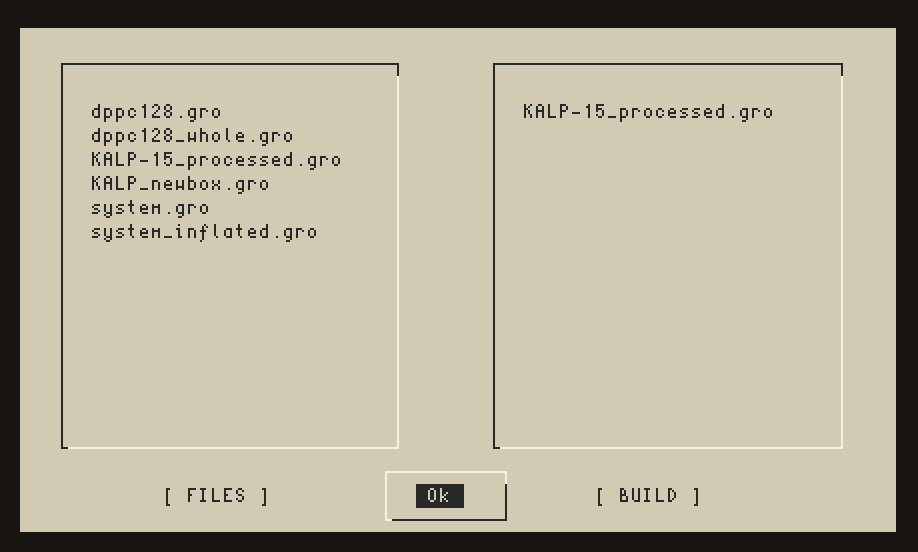 dppc128.gro
dppc128_whole.gro
KALP-15_processed.gro
KALP_newbox.gro
system.gro
system_inflated.gro
KALP-15_processed.gro
[ FILES ]
Ok
[ BUILD ]